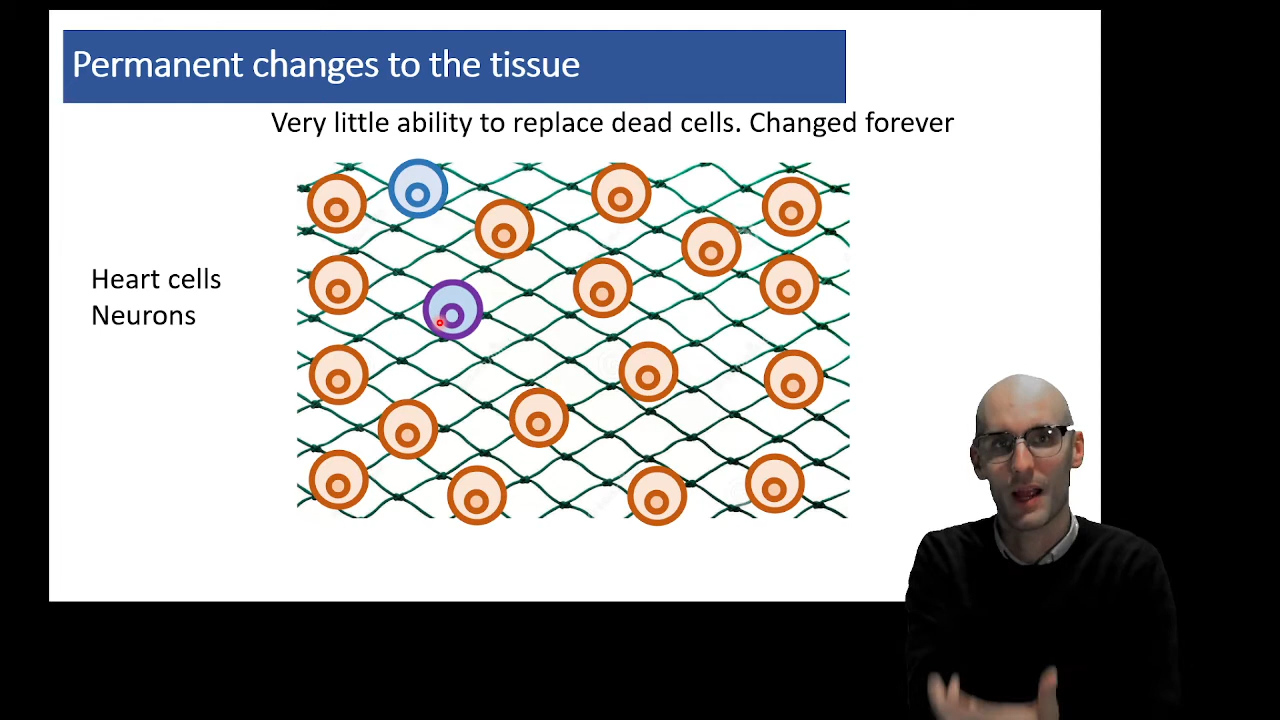 Permanent changes to the tissue
Very little ability to replace dead cells. Changed forever
Heart cells
Neurons